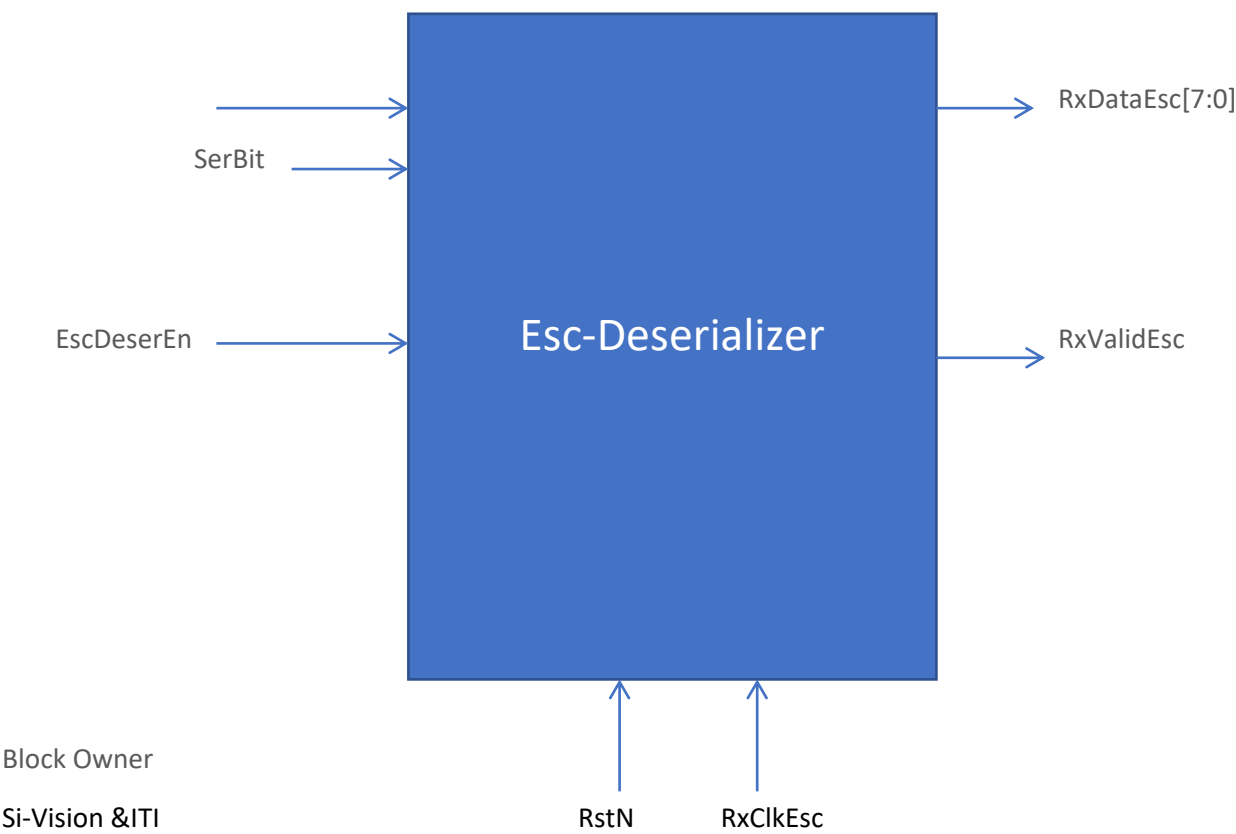 RxDataEsc[7:0]
SerBit
EscDeserEn
Esc-Deserializer
RxValidEsc
Block Owner
Si-Vision &ITI
RstN
RxClkEsc